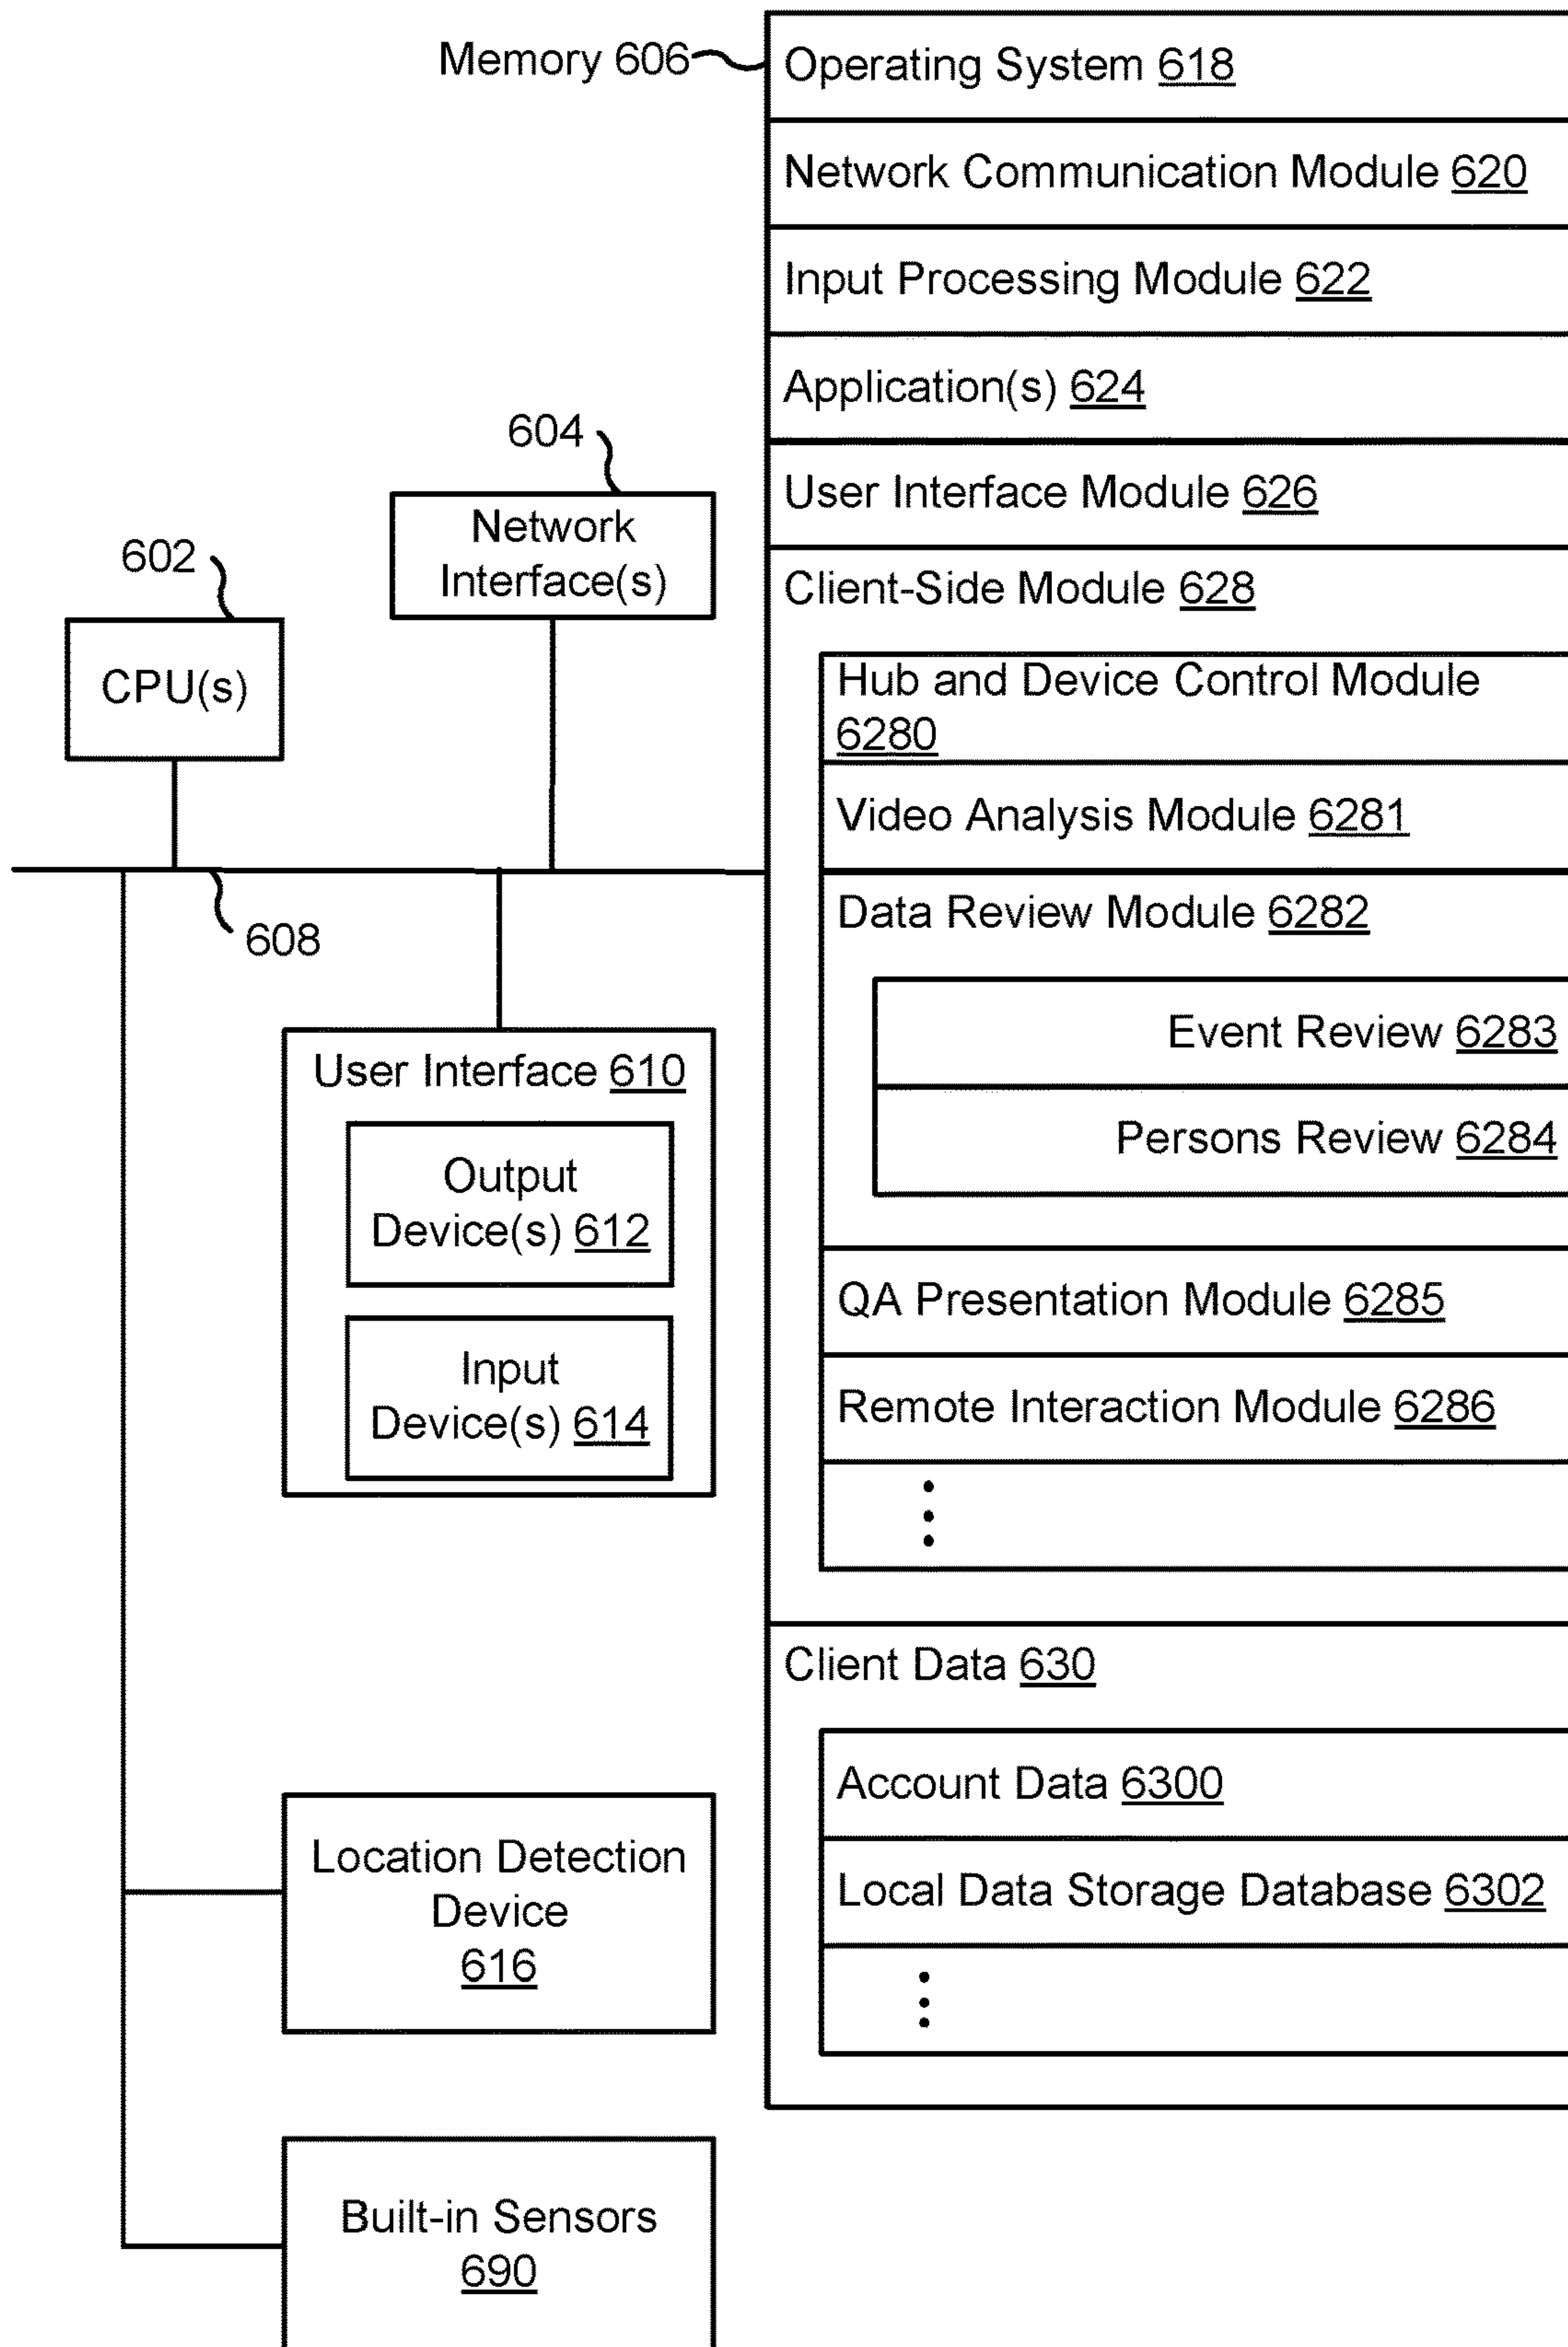 Memory 606
Operating System 618
Network Communication Module 620
Input Processing Module 622
Application(s) 624
User Interface Module 626
Client-Side Module 628
Hub and Device Control Module
6280
Video Analysis Module 6281
Data Review Module 6282
Event Review 6283
Persons Review 6284
QA Presentation Module 6285
Remote Interaction Module 6286
Client Data 630
Account Data 6300
Local Data Storage Database 6302
604
Network
Interface(s)
602
CPU(s)
608
User Interface 610
Output
Device(s) 612
Input
Device(s) 614
Location Detection
Device
616
Built-in Sensors
690